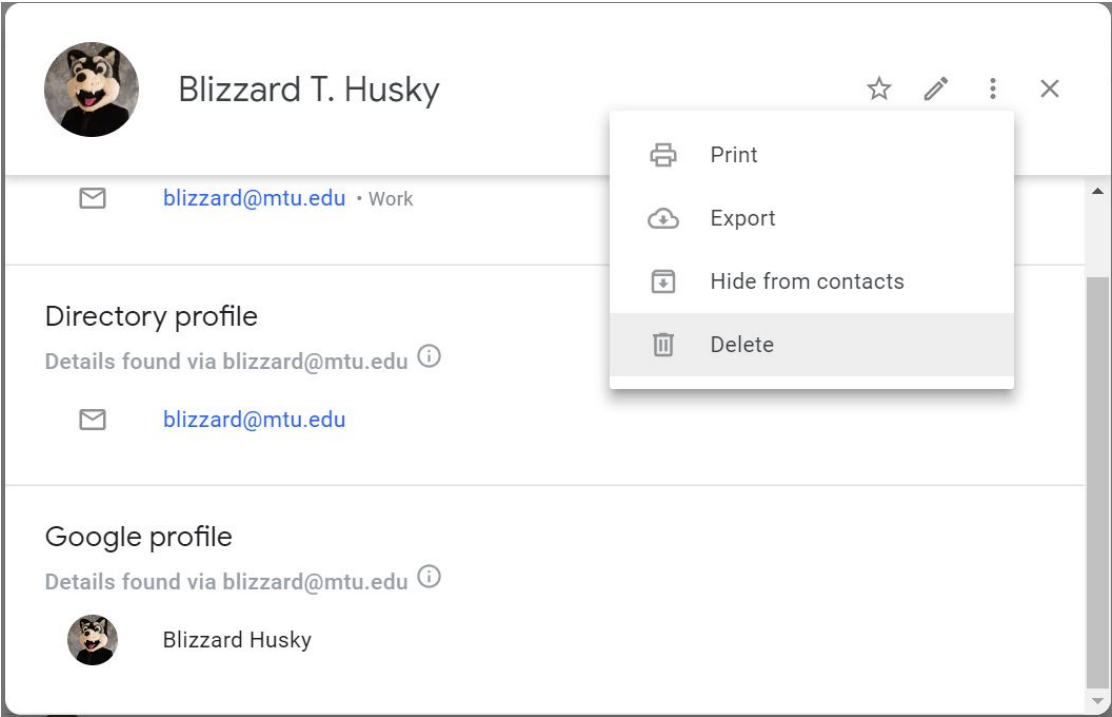 Blizzard T. Husky
Print
blizzard@mtu.edu • Work
Export
Hide from contacts
Directory profile
Delete
Details found via blizzard@mtu.edu
blizzard@mtu.edu
Google profile
Details found via blizzard@mtu.edu
Blizzard Husky